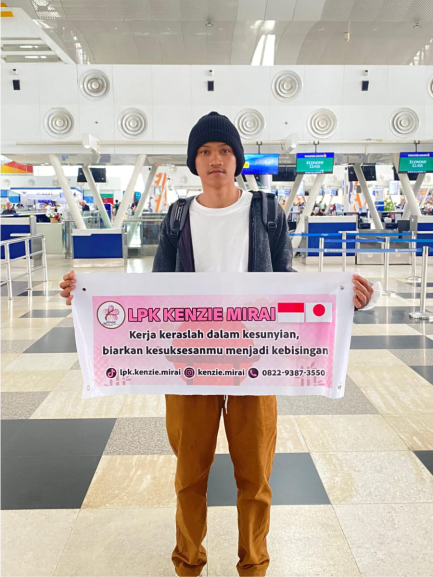 LPK KENZIE MIRAI
Kerja keraslah dalam kesunyian,
biarkan kesuksesanmu menjadi kebisingan
lpk.kenzie.mirai kenzie.mirai 0822-9387-3550
ECONOMY CLASS
ECONOMY CLASS